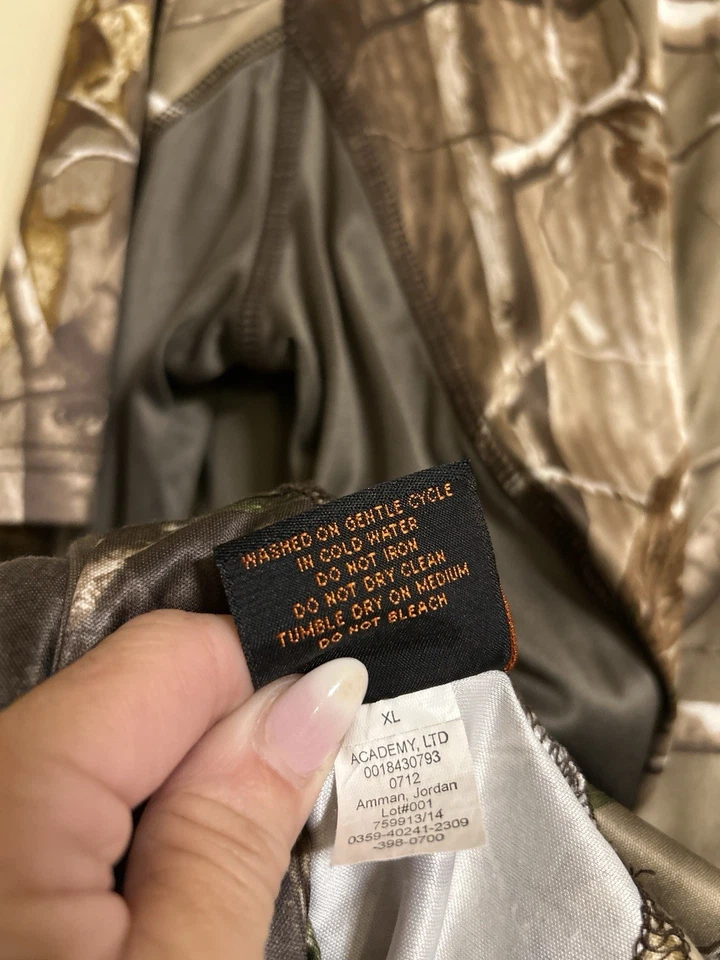 WASHED ON GENTLE CYCLE
IN COLD WATER
DO NOT IRON
DO NOT DRY CLEAN
TUMBLE DRY ON MEDIUM
DO NOT BLEACH
XL
ACADEMY, LTD
0018430793
0712
Amman, Jordan
Lot#001
759913/14
0359-40241-2309
-398-0700